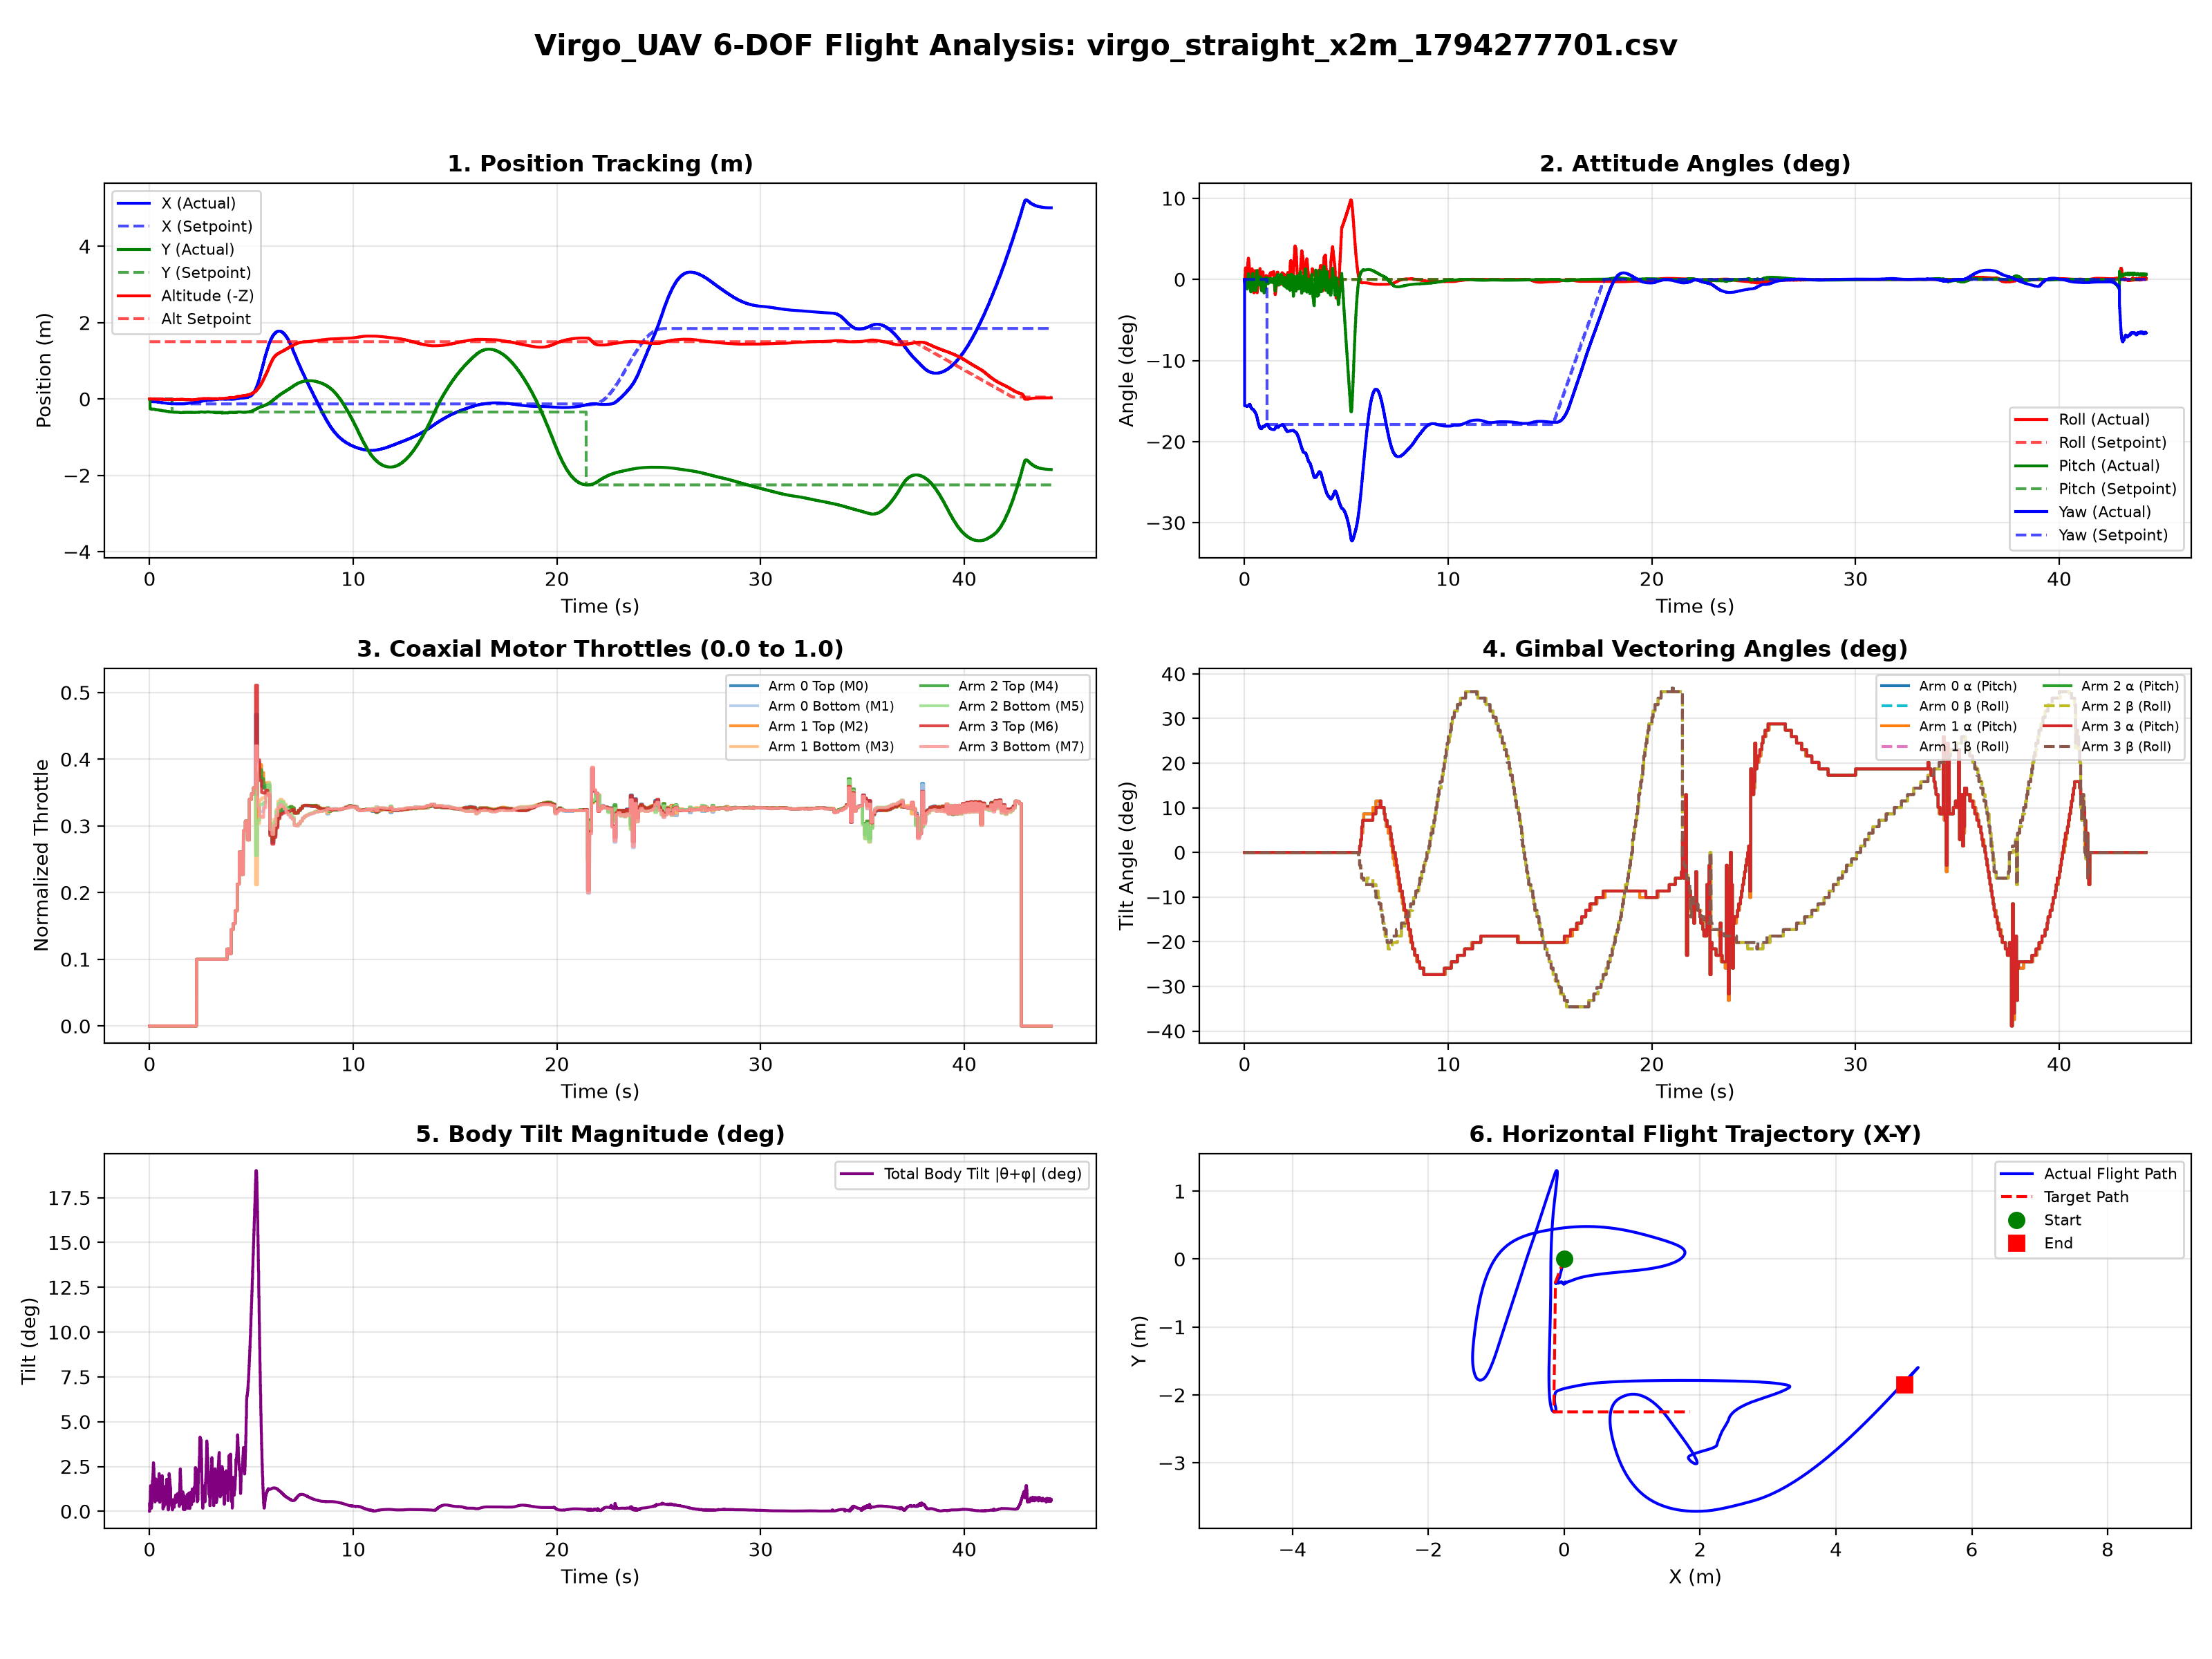 Virgo_UAV 6-DOF Flight Analysis: virgo_straight_x2m_1794277701.csv
1. Position Tracking (m)
Position (m)
4
2
0
−2
−4
X (Actual)
X (Setpoint)
Y (Actual)
Y (Setpoint)
Altitude (-Z)
Alt Setpoint
0 10 20 30 40
Time (s)
2. Attitude Angles (deg)
Angle (deg)
10
0
−10
−20
−30
Roll (Actual)
Roll (Setpoint)
Pitch (Actual)
Pitch (Setpoint)
Yaw (Actual)
Yaw (Setpoint)
0 10 20 30 40
Time (s)
3. Coaxial Motor Throttles (0.0 to 1.0)
Normalized Throttle
0.5
0.4
0.3
0.2
0.1
0.0
Arm 0 Top (M0)
Arm 0 Bottom (M1)
Arm 1 Top (M2)
Arm 1 Bottom (M3)
Arm 2 Top (M4)
Arm 2 Bottom (M5)
Arm 3 Top (M6)
Arm 3 Bottom (M7)
0 10 20 30 40
Time (s)
4. Gimbal Vectoring Angles (deg)
Tilt Angle (deg)
40
30
20
10
0
−10
−20
−30
−40
Arm 0 α (Pitch)
Arm 0 β (Roll)
Arm 1 α (Pitch)
Arm 1 β (Roll)
Arm 2 α (Pitch)
Arm 2 β (Roll)
Arm 3 α (Pitch)
Arm 3 β (Roll)
0 10 20 30 40
Time (s)
5. Body Tilt Magnitude (deg)
Tilt (deg)
17.5
15.0
12.5
10.0
7.5
5.0
2.5
0.0
Total Body Tilt |θ+φ| (deg)
0 10 20 30 40
Time (s)
6. Horizontal Flight Trajectory (X-Y)
Y (m)
1
0
−1
−2
−3
Actual Flight Path
Target Path
Start
End
−4 −2 0 2 4 6 8
X (m)